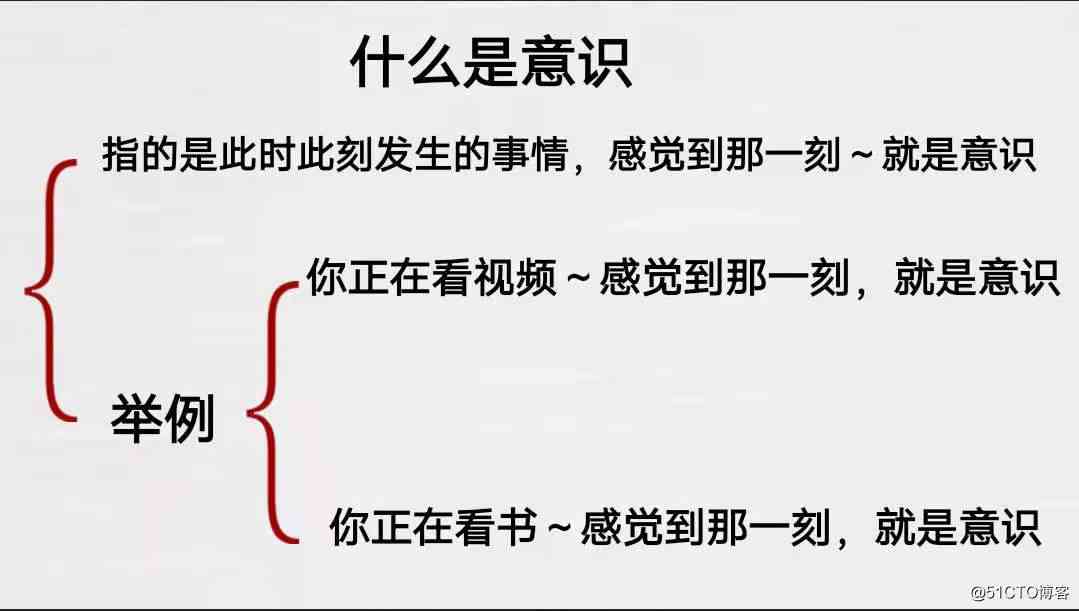 什么是意识
指的是此时此刻发生的事情，感觉到那一刻～就是意识
你正在看视频～感觉到那一刻，就是意识
举例
你正在看书～感觉到那一刻，就是意识
@51CTO博客